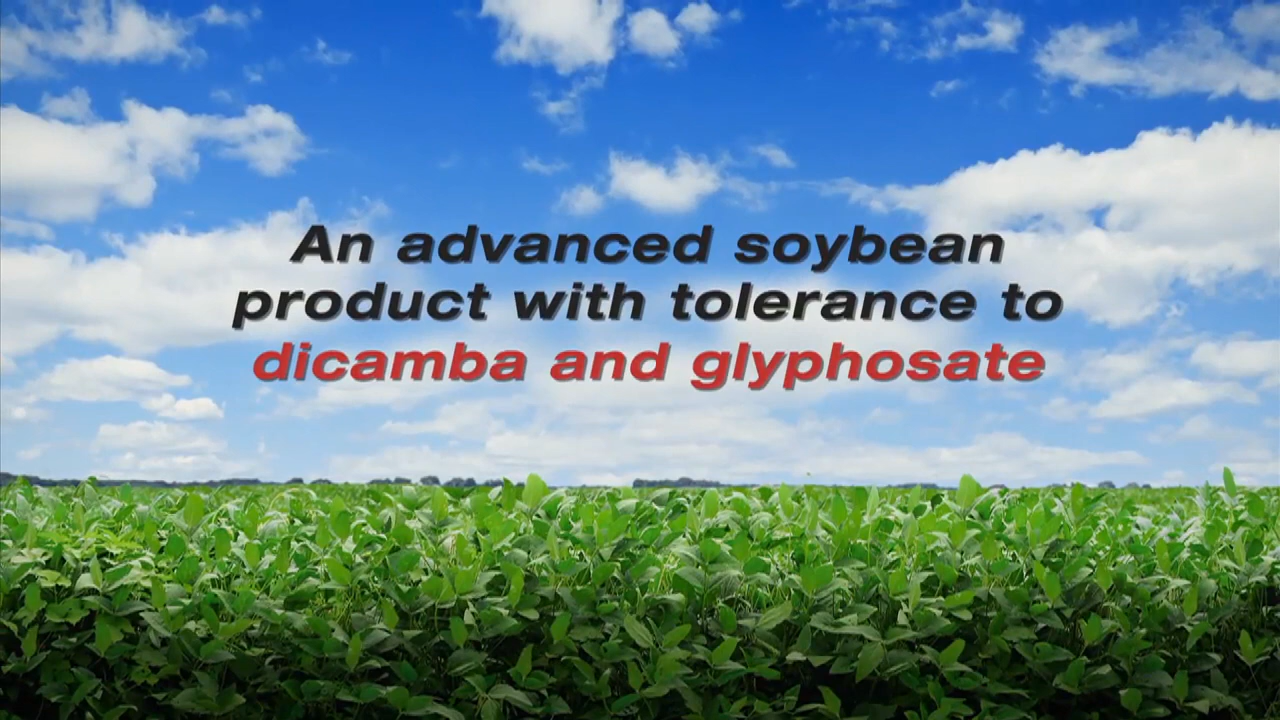 An advanced soybean
product with tolerance to
dicamba and glyphosate